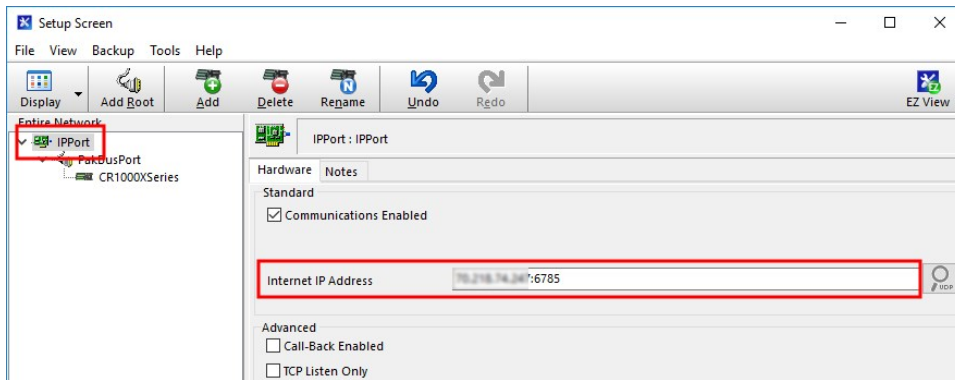 Setup Screen
File View Backup Tools Help
Display Add Root Add Delete Rename Undo Redo EZ View
Entire Network
IPPort
PakBusPort
CR1000XSeries
IPPort : IPPort
Hardware Notes
Standard
Communications Enabled
Internet IP Address :6785
UDP
Advanced
Call-Back Enabled
TCP Listen Only